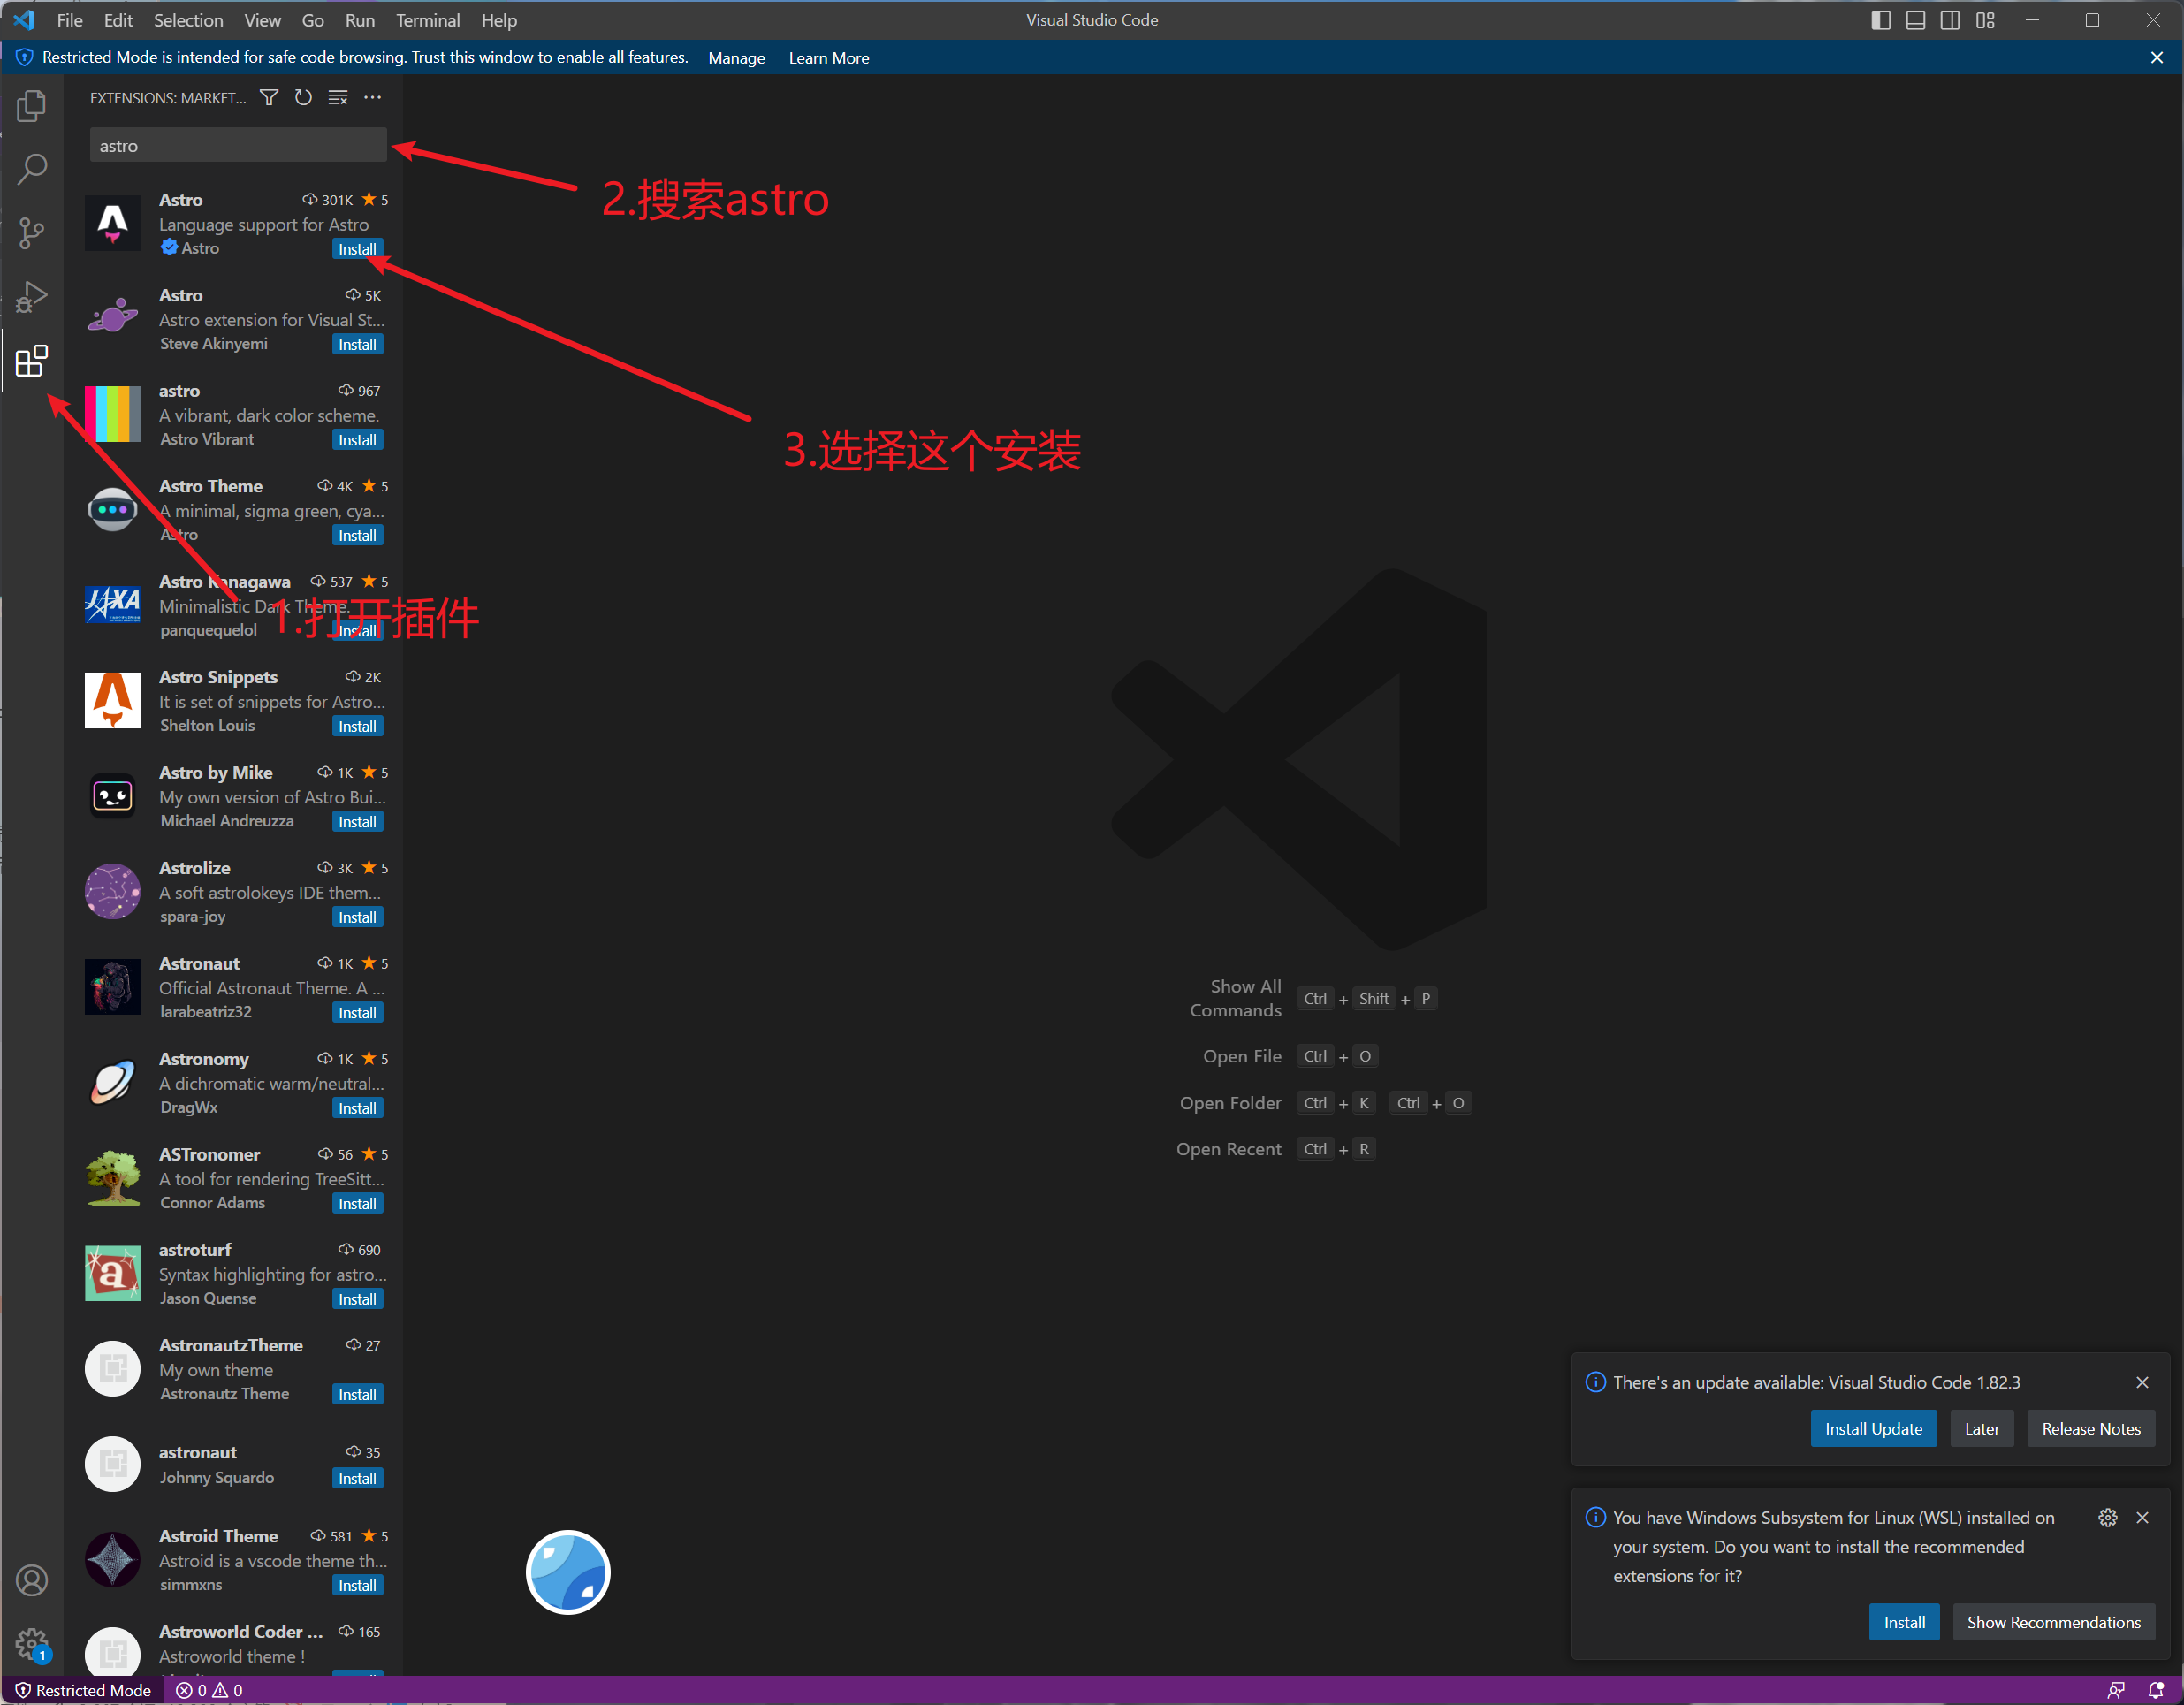 File Edit Selection View Go Run Terminal Help
Visual Studio Code
Restricted Mode is intended for safe code browsing. Trust this window to enable all features. Manage Learn More
EXTENSIONS: MARKET...
astro
2.搜索astro
Astro 301K 5
Language support for Astro
Astro Install
Astro 5K
Astro extension for Visual St...
Steve Akinyemi Install
astro 967
A vibrant, dark color scheme.
Astro Vibrant Install
3.选择这个安装
Astro Theme 4K 5
A minimal, sigma green, cya...
Astro Install
Astro Kanagawa 537 5
Minimalistic Dark Theme.
panquequelol Install
1.打开插件
Astro Snippets 2K
It is set of snippets for Astro...
Shelton Louis Install
Astro by Mike 1K 5
My own version of Astro Bui...
Michael Andreuzza Install
Astrolize 3K 5
A soft astrolokeys IDE them...
spara-joy Install
Astronaut 1K 5
Official Astronaut Theme. A ...
larabeatriz32 Install
Astronomy 1K 5
A dichromatic warm/neutral...
DragWx Install
ASTronomer 56 5
A tool for rendering TreeSitt...
Connor Adams Install
astroturf 690
Syntax highlighting for astro...
Jason Quense Install
AstronautzTheme 27
My own theme
Astronautz Theme Install
astronaut 35
Johnny Squardo Install
Astroid Theme 581 5
Astroid is a vscode theme th...
simmxns Install
Astroworld Coder ... 165
Astroworld theme !
JAXA
a
Show All
Commands Ctrl + Shift + P
Open File Ctrl + O
Open Folder Ctrl + K Ctrl + O
Open Recent Ctrl + R
There's an update available: Visual Studio Code 1.82.3
Install Update Later Release Notes
You have Windows Subsystem for Linux (WSL) installed on
your system. Do you want to install the recommended
extensions for it?
Install Show Recommendations
1
Restricted Mode 0 0